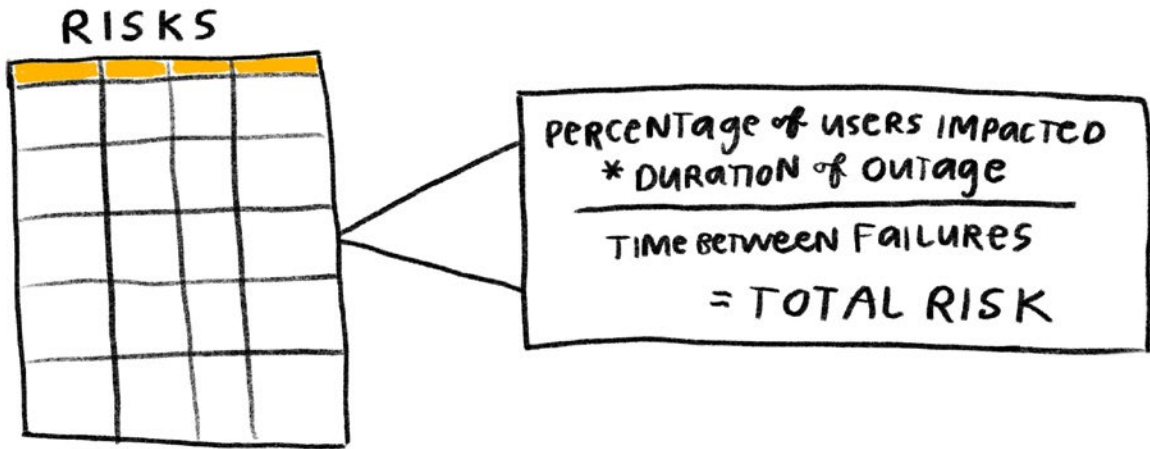 RISKS
PERCENTage of USERS IMPACTED
* DURATION of OUTage
TIME BETWEEN FAILURES
= TOTAL RISK